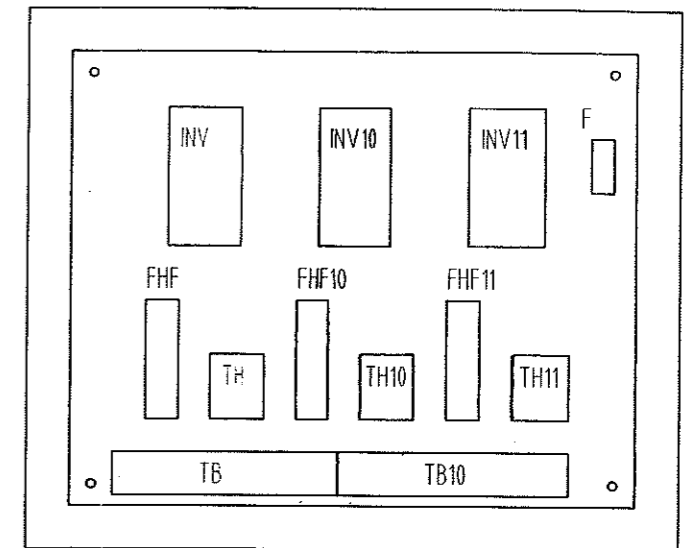 INV INV10 INV11 F
FHF FHF10 FHF11
TH TH10 TH11
TB TB10